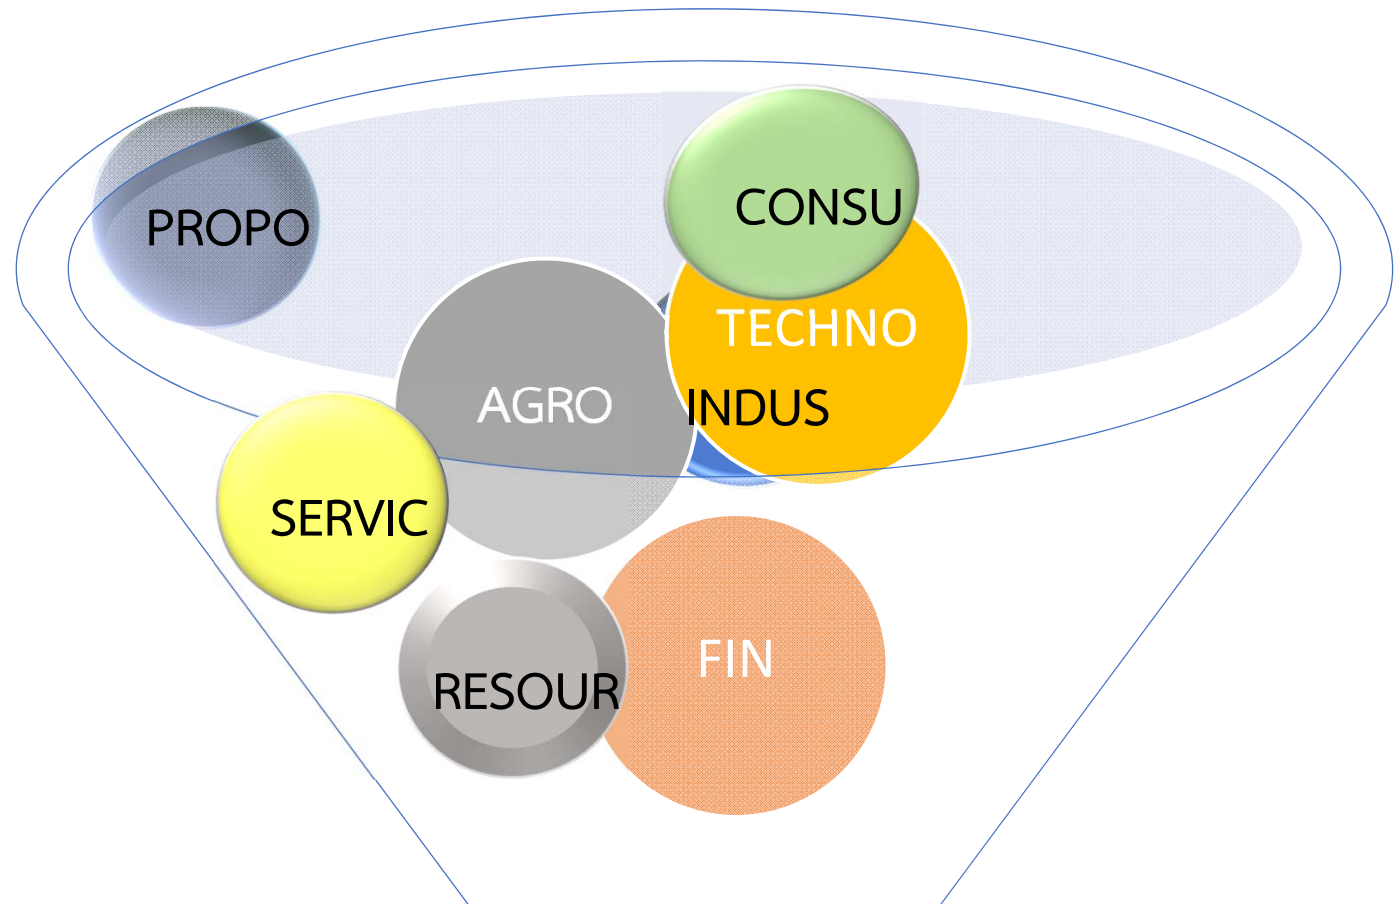 PROPO
CONSU
TECHNO
AGRO
INDUS
SERVIC
FIN
RESOUR